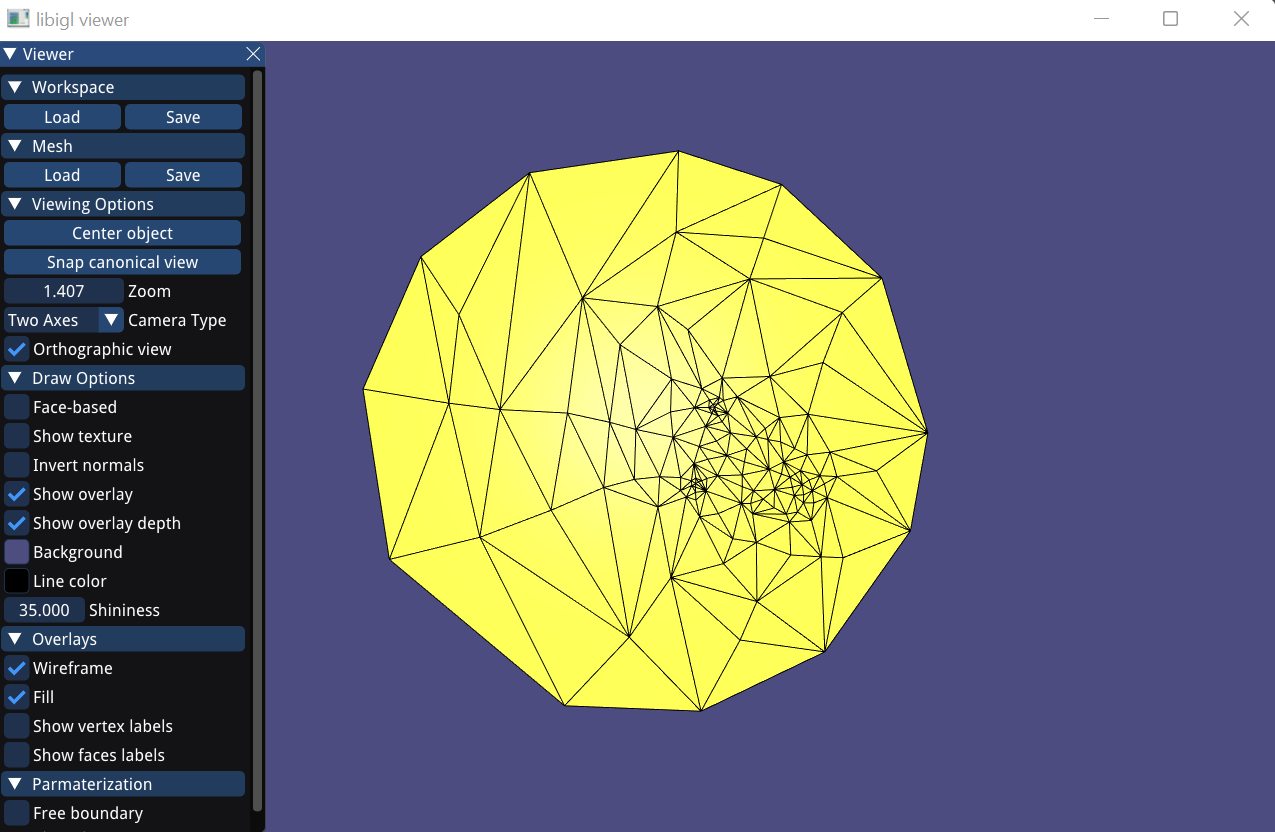 libigl viewer
Viewer
Workspace
Load Save
Mesh
Load Save
Viewing Options
Center object
Snap canonical view
1.407 Zoom
Two Axes Camera Type
Orthographic view
Draw Options
Face-based
Show texture
Invert normals
Show overlay
Show overlay depth
Background
Line color
35.000 Shininess
Overlays
Wireframe
Fill
Show vertex labels
Show faces labels
Parmaterization
Free boundary